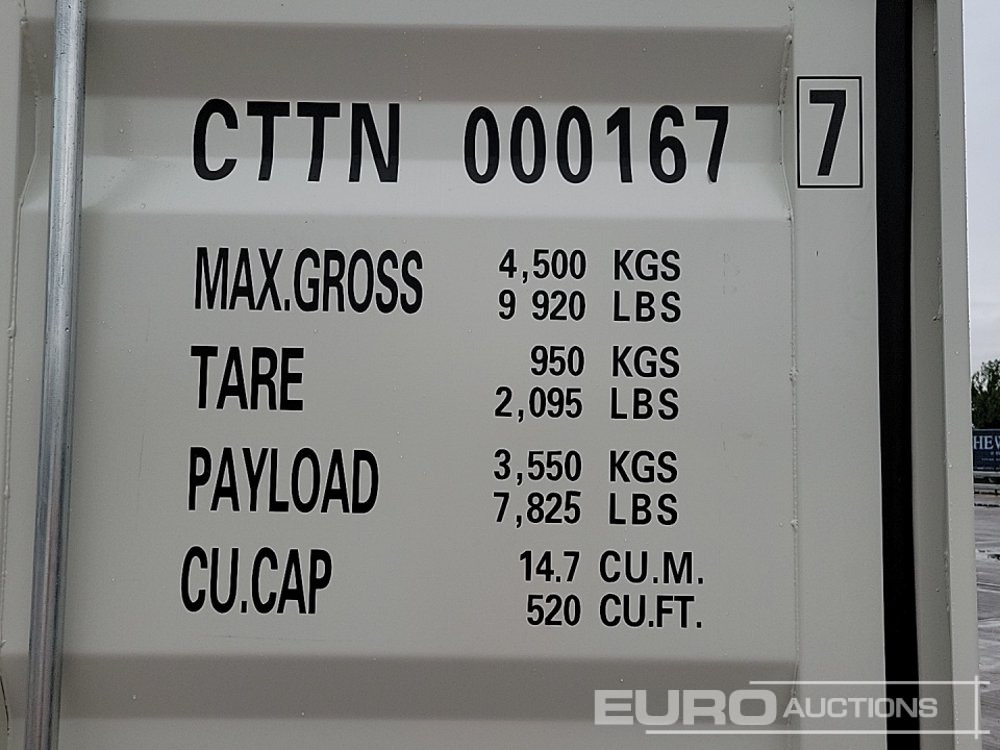 CTTN 000167 7
MAX.GROSS 4,500 KGS
9 920 LBS
TARE 950 KGS
2,095 LBS
PAYLOAD 3,550 KGS
7,825 LBS
CU.CAP 14.7 CU.M.
520 CU.FT.
HEW
EURO AUCTIONS